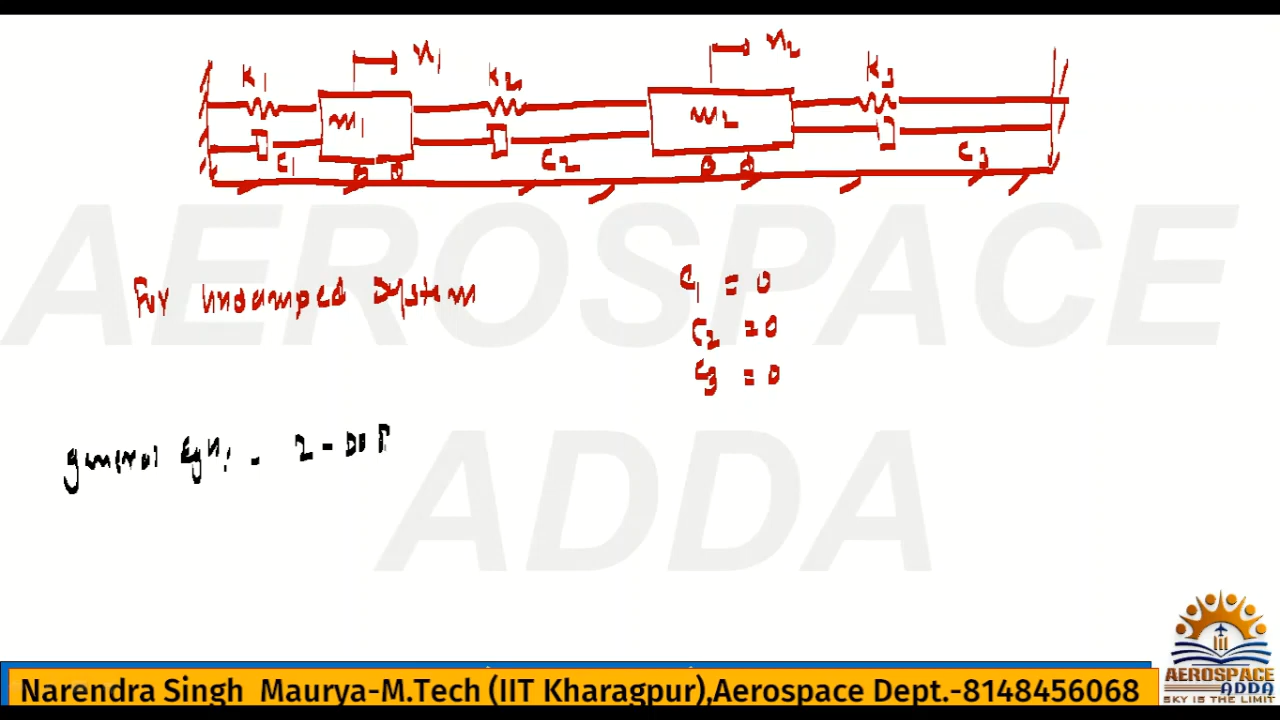 x1 x2
K1 K2 K3
m1 m2
C1 C2 C3
AEROSPACE
For undamped system C1 = 0
C2 = 0
C3 = 0
general Eqn: - 2 - DOF
ADDA
Narendra Singh Maurya-M.Tech (IIT Kharagpur),Aerospace Dept.-8148456068
AEROSPACE
ADDA
SKY IS THE LIMIT